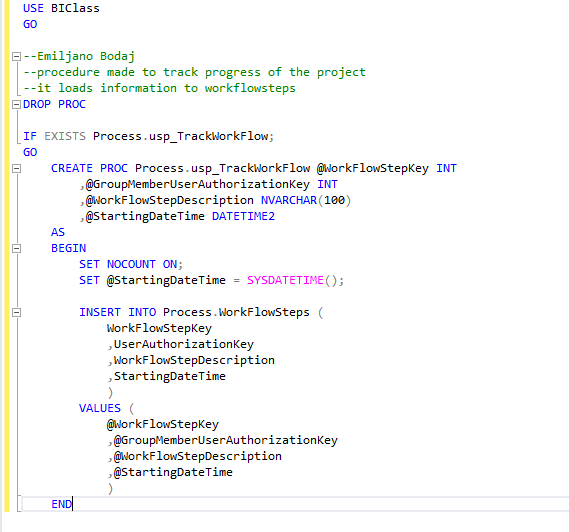 USE BIClass
GO
--Emiljano Bodaj
--procedure made to track progress of the project
--it loads information to workflowsteps
DROP PROC
IF EXISTS Process.usp_TrackWorkFlow;
GO
CREATE PROC Process.usp_TrackWorkFlow @WorkFlowStepKey INT
,@GroupMemberUserAuthorizationKey INT
,@WorkFlowStepDescription NVARCHAR(100)
,@StartingDateTime DATETIME2
AS
BEGIN
SET NOCOUNT ON;
SET @StartingDateTime = SYSDATETIME();
INSERT INTO Process.WorkFlowSteps (
WorkFlowStepKey
,UserAuthorizationKey
,WorkFlowStepDescription
,StartingDateTime
)
VALUES (
@WorkFlowStepKey
,@GroupMemberUserAuthorizationKey
,@WorkFlowStepDescription
,@StartingDateTime
)
END